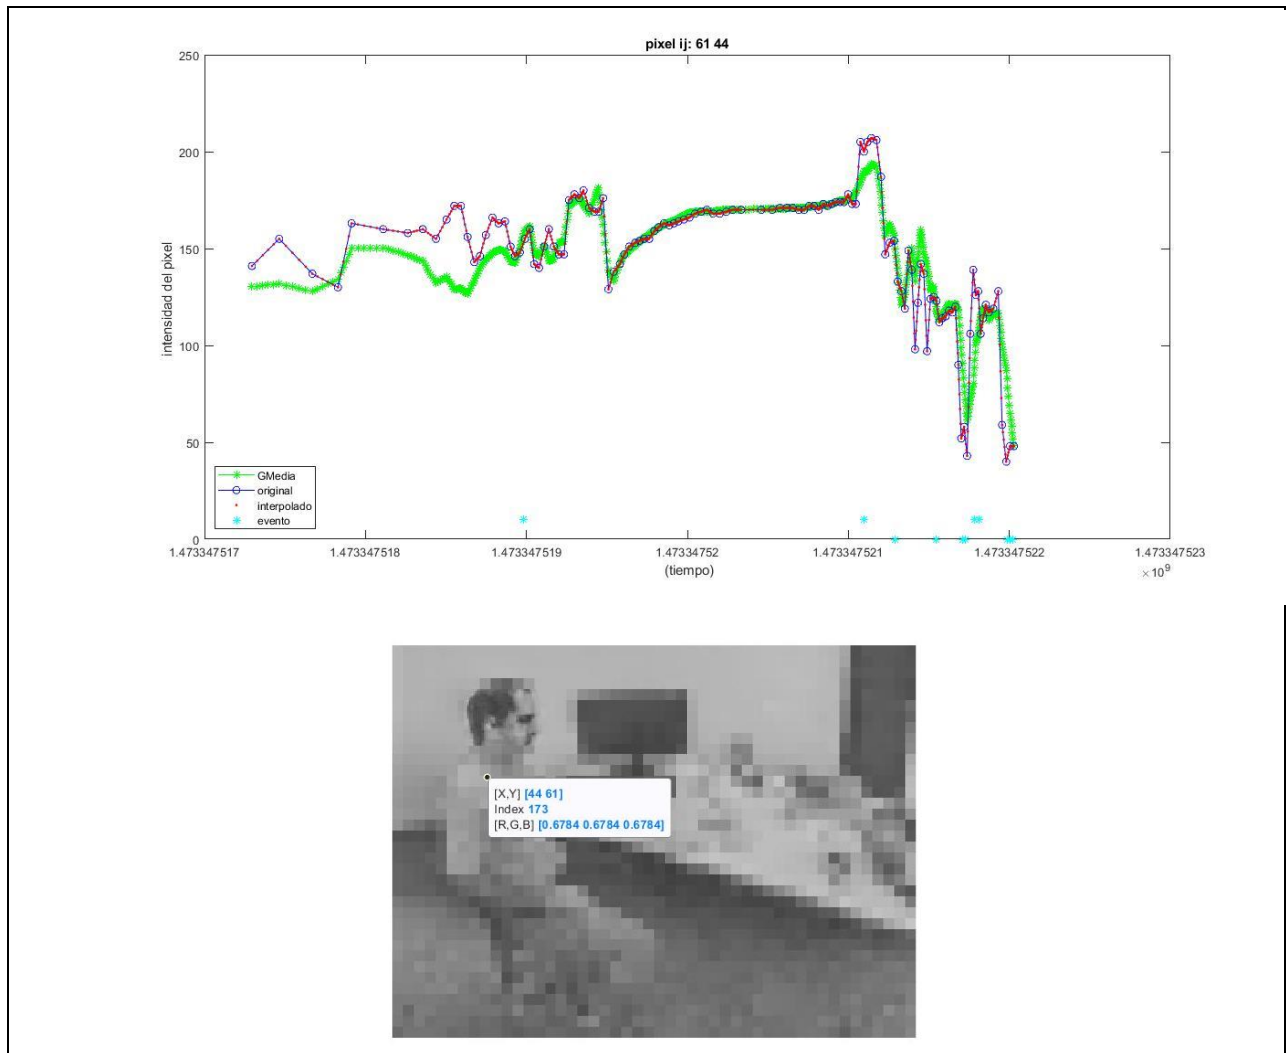 pixel ij: 61 44
250
200
150
100
50
0
intensidad del pixel
GMedia
original
interpolado
evento
1.473347517 1.473347518 1.473347519 1.47334752 1.473347521 1.473347522 1.473347523
(tiempo)
×10^9
[X,Y] [44 61]
Index 173
[R,G,B] [0.6784 0.6784 0.6784]